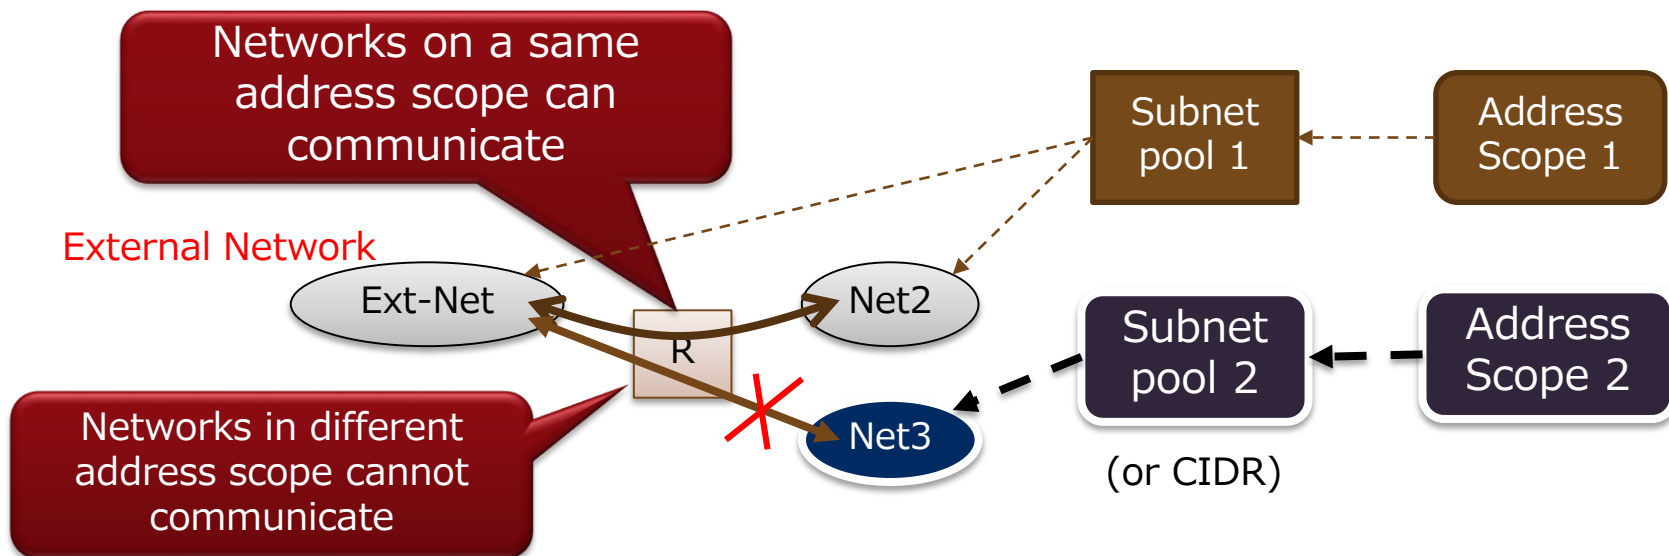 Networks on a same
address scope can
communicate
Subnet
pool 1
Address
Scope 1
External Network
Ext-Net
Net2
R
Subnet
pool 2
Address
Scope 2
Networks in different
address scope cannot
communicate
Net3
(or CIDR)